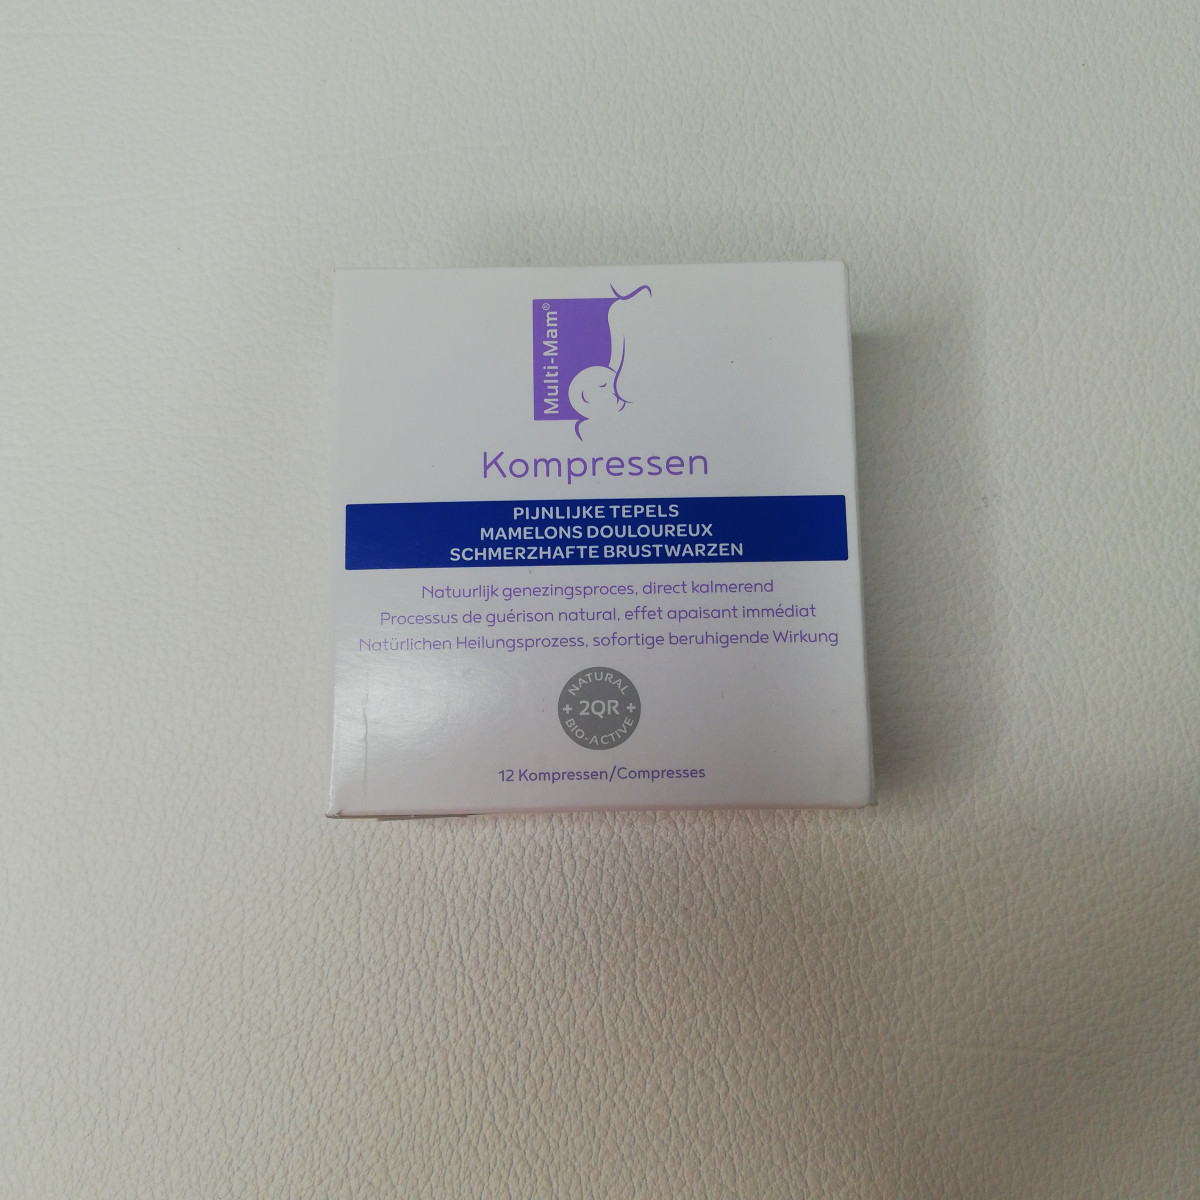 Multi-Mam®
Kompressen
PIJNLIJKE TEPELS
MAMELONS DOULOUREUX
SCHMERZHAFTE BRUSTWARZEN
Natuurlijk genezingsproces, direct kalmerend
Processus de guérison natural, effet apaisant immédiat
Natürlichen Heilungsprozess, sofortige beruhigende Wirkung
NATURAL
+ 2QR +
BIO-ACTIVE
12 Kompressen/Compresses